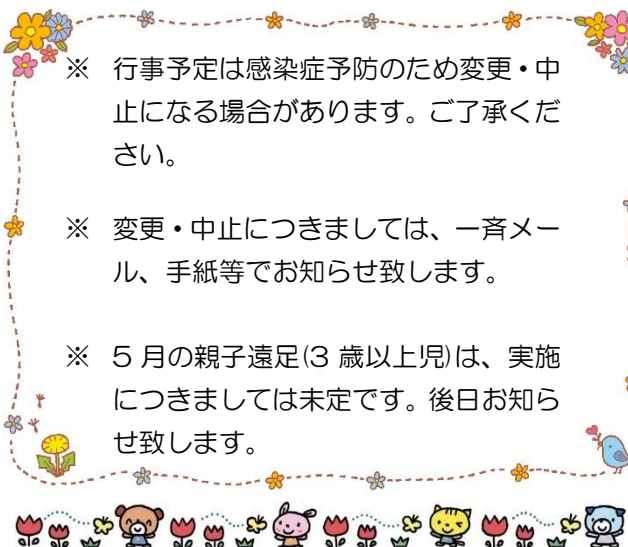 ※ 行事予定は感染症予防のため変更・中
止になる場合があります。ご了承くだ
さい。
※ 変更・中止につきましては、一斉メー
ル、手紙等でお知らせ致します。
※ 5月の親子遠足(3 歳以上児)は、実施
につきましては未定です。後日お知ら
せ致します。